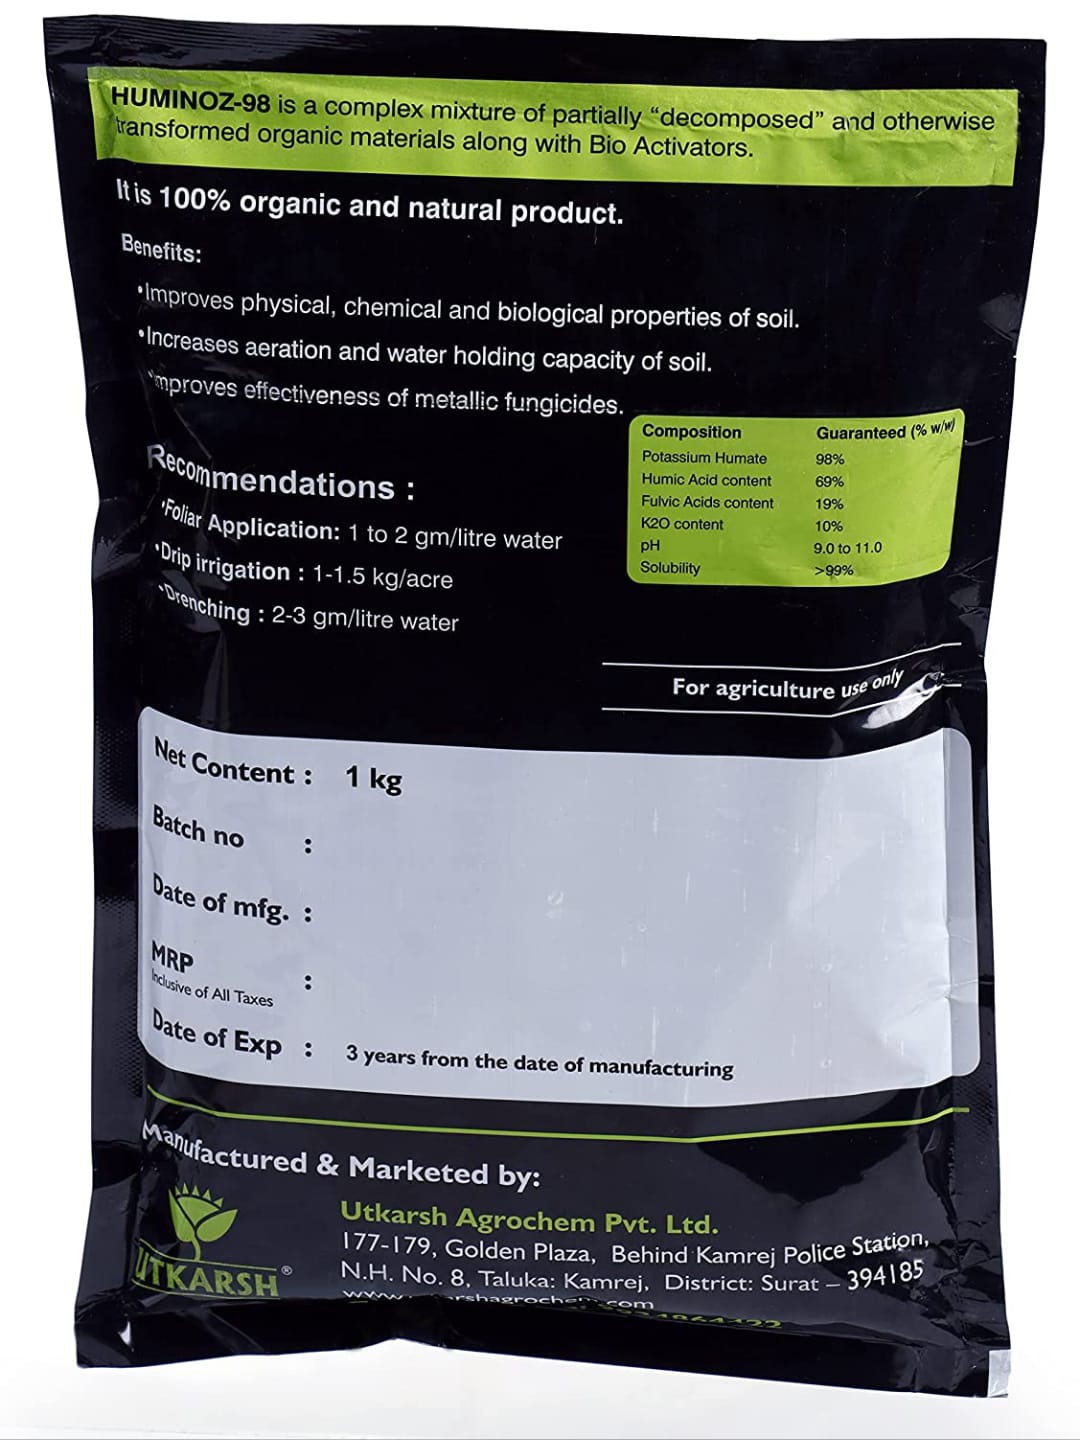 HUMINOZ-98 is a complex mixture of partially “decomposed” and otherwise
transformed organic materials along with Bio Activators.
It is 100% organic and natural product.
Benefits:
•Improves physical, chemical and biological properties of soil.
•Increases aeration and water holding capacity of soil.
•Improves effectiveness of metallic fungicides.
Composition Guaranteed (% w/w)
Potassium Humate 98%
Humic Acid content 69%
Fulvic Acids content 19%
K2O content 10%
pH 9.0 to 11.0
Solubility >99%
Recommendations :
•Foliar Application: 1 to 2 gm/litre water
•Drip irrigation : 1-1.5 kg/acre
•Drenching : 2-3 gm/litre water
For agriculture use only
Net Content : 1 kg
Batch no :
Date of mfg. :
MRP :
Inclusive of All Taxes
Date of Exp : 3 years from the date of manufacturing
Manufactured & Marketed by:
Utkarsh Agrochem Pvt. Ltd.
177-179, Golden Plaza, Behind Kamrej Police Station,
N.H. No. 8, Taluka: Kamrej, District: Surat – 394185
UTKARSH®